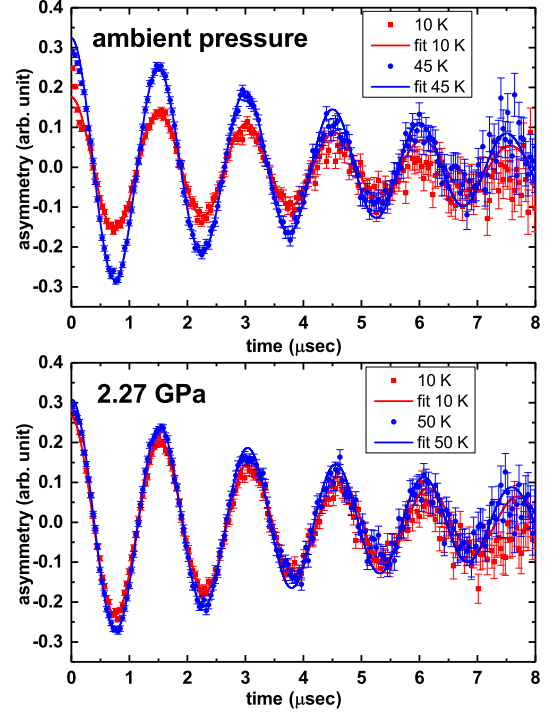 ambient pressure
10 K
fit 10 K
45 K
fit 45 K
asymmetry (arb. unit)
0.4
0.3
0.2
0.1
0.0
-0.1
-0.2
-0.3
0 1 2 3 4 5 6 7 8
time (μsec)
2.27 GPa
10 K
fit 10 K
50 K
fit 50 K
asymmetry (arb. unit)
0.4
0.3
0.2
0.1
0.0
-0.1
-0.2
-0.3
0 1 2 3 4 5 6 7 8
time (μsec)